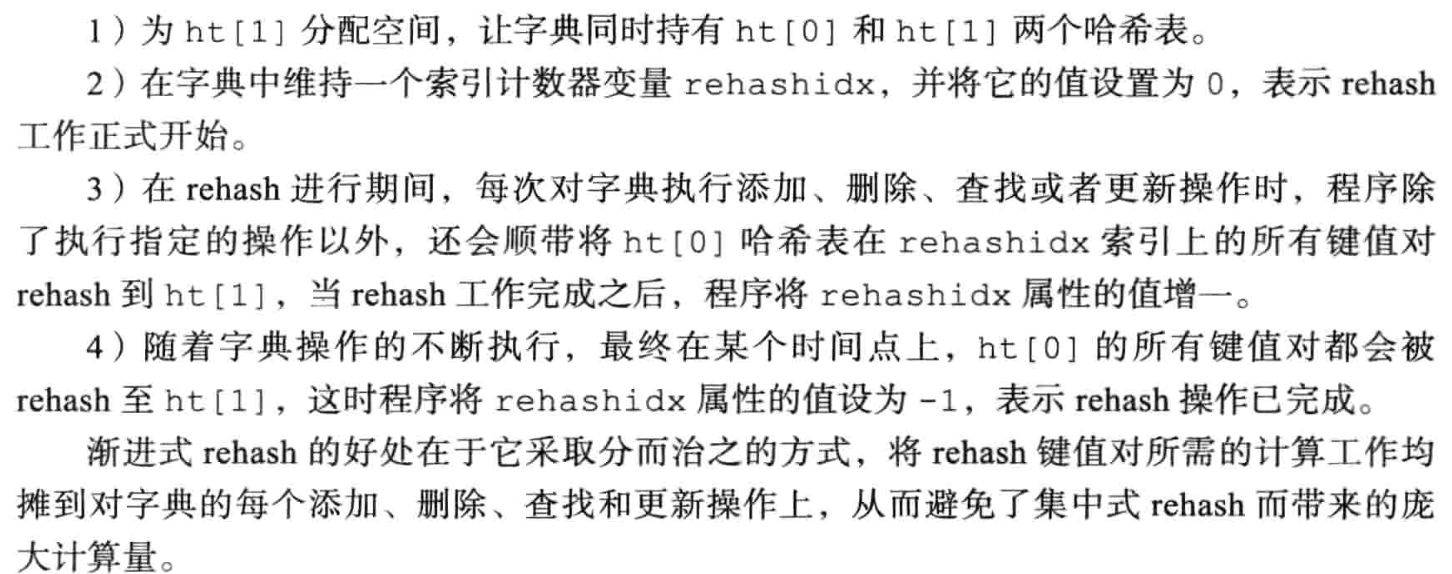 1）为 ht[1] 分配空间，让字典同时持有 ht[0] 和 ht[1] 两个哈希表。
2）在字典中维持一个索引计数器变量 rehashidx，并将它的值设置为 0，表示 rehash
工作正式开始。
3）在 rehash 进行期间，每次对字典执行添加、删除、查找或者更新操作时，程序除
了执行指定的操作以外，还会顺带将 ht[0] 哈希表在 rehashidx 索引上的所有键值对
rehash 到 ht[1]，当 rehash 工作完成之后，程序将 rehashidx 属性的值增一。
4）随着字典操作的不断执行，最终在某个时间点上，ht[0] 的所有键值对都会被
rehash 至 ht[1]，这时程序将 rehashidx 属性的值设为 -1，表示 rehash 操作已完成。
渐进式 rehash 的好处在于它采取分而治之的方式，将 rehash 键值对所需的计算工作均
摊到对字典的每个添加、删除、查找和更新操作上，从而避免了集中式 rehash 而带来的庞
大计算量。